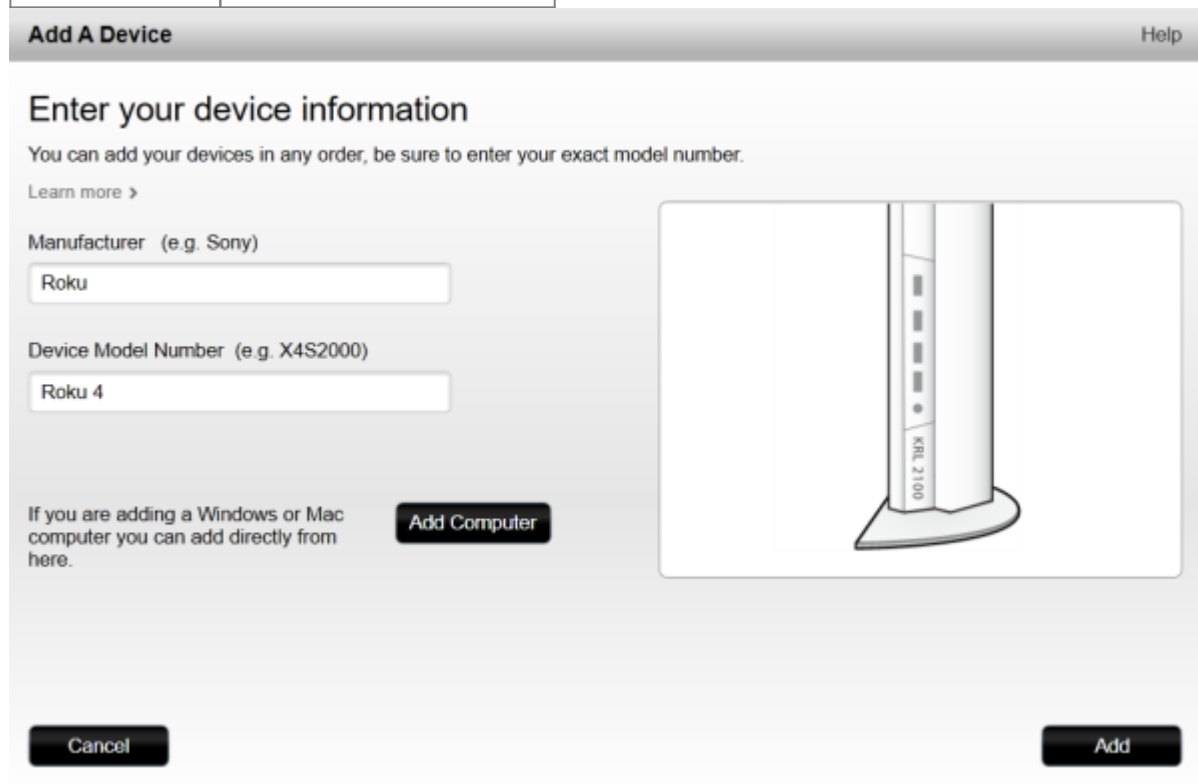 Add A Device
Help
Enter your device information
You can add your devices in any order, be sure to enter your exact model number.
Learn more >
Manufacturer (e.g. Sony)
Roku
Device Model Number (e.g. X4S2000)
Roku 4
KRL 2100
If you are adding a Windows or Mac
computer you can add directly from
here.
Add Computer
Cancel
Add